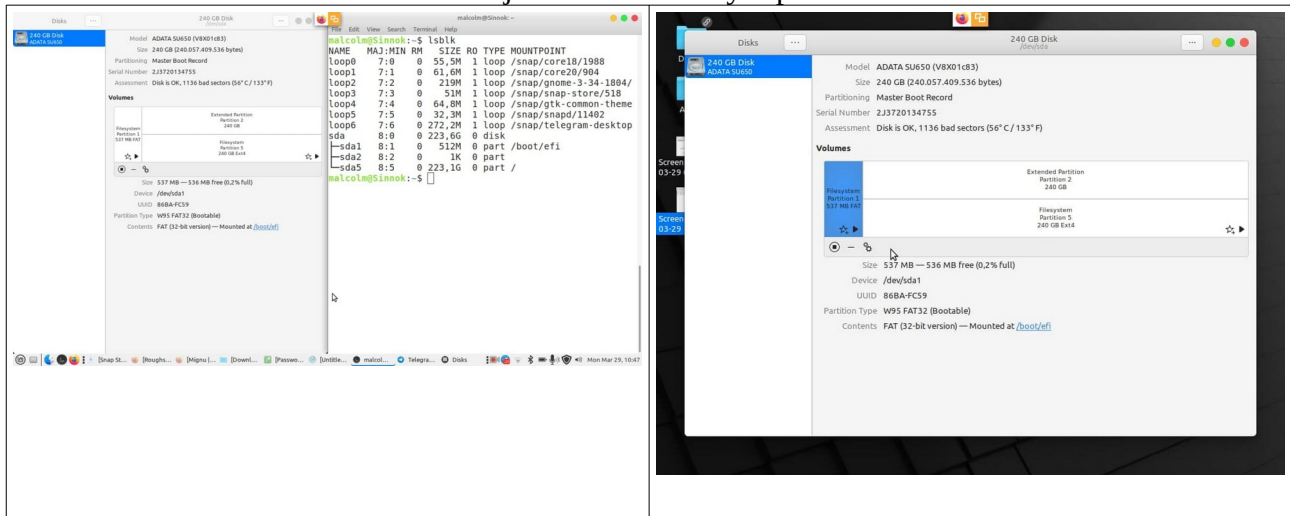 Disks
240 GB Disk
/dev/sda
240 GB Disk
ADATA SU650
Model ADATA SU650 (V8X01c83)
Size 240 GB (240.057.409.536 bytes)
Partitioning Master Boot Record
Serial Number 2J3720134755
Assessment Disk is OK, 1136 bad sectors (56° C / 133° F)
Volumes
Filesystem
Partition 1
537 MB FAT
Extended Partition
Partition 2
240 GB
Filesystem
Partition 5
240 GB Ext4
Size 537 MB — 536 MB free (0,2% full)
Device /dev/sda1
UUID 86BA-FC59
Partition Type W95 FAT32 (Bootable)
Contents FAT (32-bit version) — Mounted at /boot/efi
malcolm@Sinnok: ~
File Edit View Search Terminal Help
malcolm@Sinnok:~$ lsblk
NAME MAJ:MIN RM SIZE RO TYPE MOUNTPOINT
loop0 7:0 0 55,5M 1 loop /snap/core18/1988
loop1 7:1 0 61,6M 1 loop /snap/core20/904
loop2 7:2 0 219M 1 loop /snap/gnome-3-34-1804/
loop3 7:3 0 51M 1 loop /snap/snap-store/518
loop4 7:4 0 64,8M 1 loop /snap/gtk-common-theme
loop5 7:5 0 32,3M 1 loop /snap/snapd/11402
loop6 7:6 0 272,2M 1 loop /snap/telegram-desktop
sda 8:0 0 223,6G 0 disk
├─sda1 8:1 0 512M 0 part /boot/efi
├─sda2 8:2 0 1K 0 part
└─sda5 8:5 0 223,1G 0 part /
malcolm@Sinnok:~$
[Snap St... [Roughs... [Mignu (... [Downl... [Passwo... [Untitle... malcol... Telegra... Disks Mon Mar 29, 10:47
Screen
03-29
Screen
03-29
Disks
240 GB Disk
/dev/sda
240 GB Disk
ADATA SU650
Model ADATA SU650 (V8X01c83)
Size 240 GB (240.057.409.536 bytes)
Partitioning Master Boot Record
Serial Number 2J3720134755
Assessment Disk is OK, 1136 bad sectors (56° C / 133° F)
Volumes
Filesystem
Partition 1
537 MB FAT
Extended Partition
Partition 2
240 GB
Filesystem
Partition 5
240 GB Ext4
Size 537 MB — 536 MB free (0,2% full)
Device /dev/sda1
UUID 86BA-FC59
Partition Type W95 FAT32 (Bootable)
Contents FAT (32-bit version) — Mounted at /boot/efi